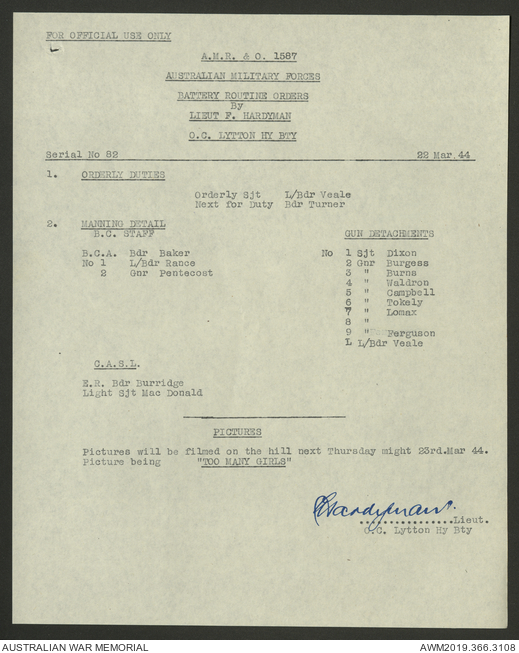 FOR OFFICIAL USE ONLY
A.M.R. & O. 1587
AUSTRALIAN MILITARY FORCES
BATTERY ROUTINE ORDERS
By
LIEUT F. HARDYMAN
O.C. LYTTON HY BTY
Serial No 82 22 Mar 44
1. ORDERLY DUTIES
Orderly Sjt L/Bdr Veale
Next for Duty Bdr Turner
2. MANNING DETAIL
B.C. STAFF GUN DETACHMENTS
B.C.A. Bdr Baker No 1 Sjt Dixon
No 1 L/Bdr Rance 2 Gnr Burgess
2 Gnr Pentecost 3 " Burns
4 " Waldron
5 " Campbell
6 " Tokely
7 " Lomax
8 "
9 " Ferguson
L L/Bdr Veale
C.A.S.L.
E.R. Bdr Burridge
Light Sjt Mac Donald
PICTURES
Pictures will be filmed on the hill next Thursday might 23rd.Mar 44.
Picture being "TOO MANY GIRLS"
FHardyman
..............Lieut.
O.C. Lytton Hy Bty
AUSTRALIAN WAR MEMORIAL AWM2019.366.3108